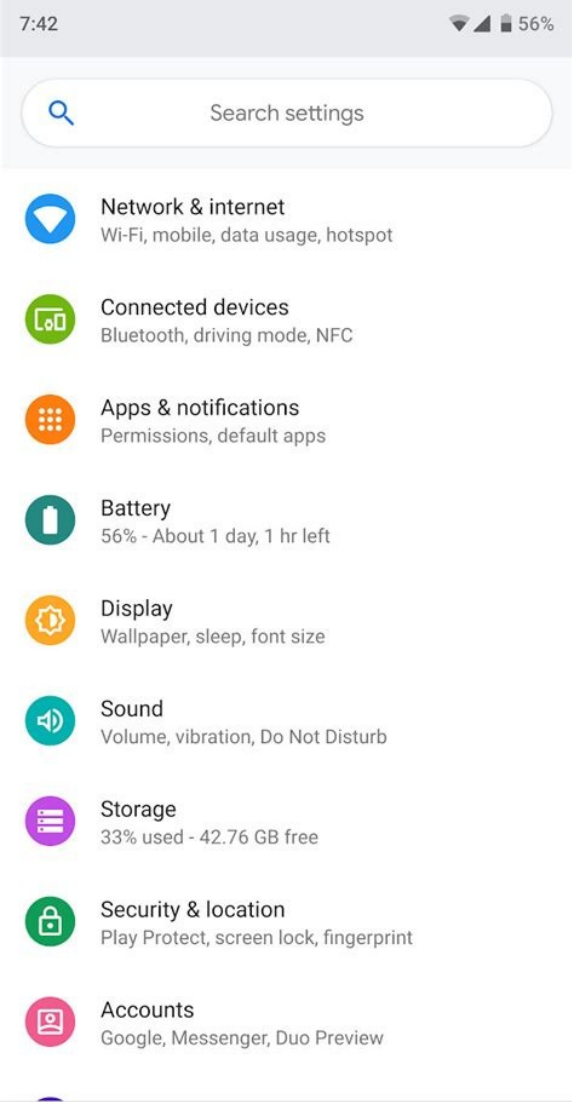 7:42 56%
Search settings
Network & internet
Wi-Fi, mobile, data usage, hotspot
Connected devices
Bluetooth, driving mode, NFC
Apps & notifications
Permissions, default apps
Battery
56% - About 1 day, 1 hr left
Display
Wallpaper, sleep, font size
Sound
Volume, vibration, Do Not Disturb
Storage
33% used - 42.76 GB free
Security & location
Play Protect, screen lock, fingerprint
Accounts
Google, Messenger, Duo Preview